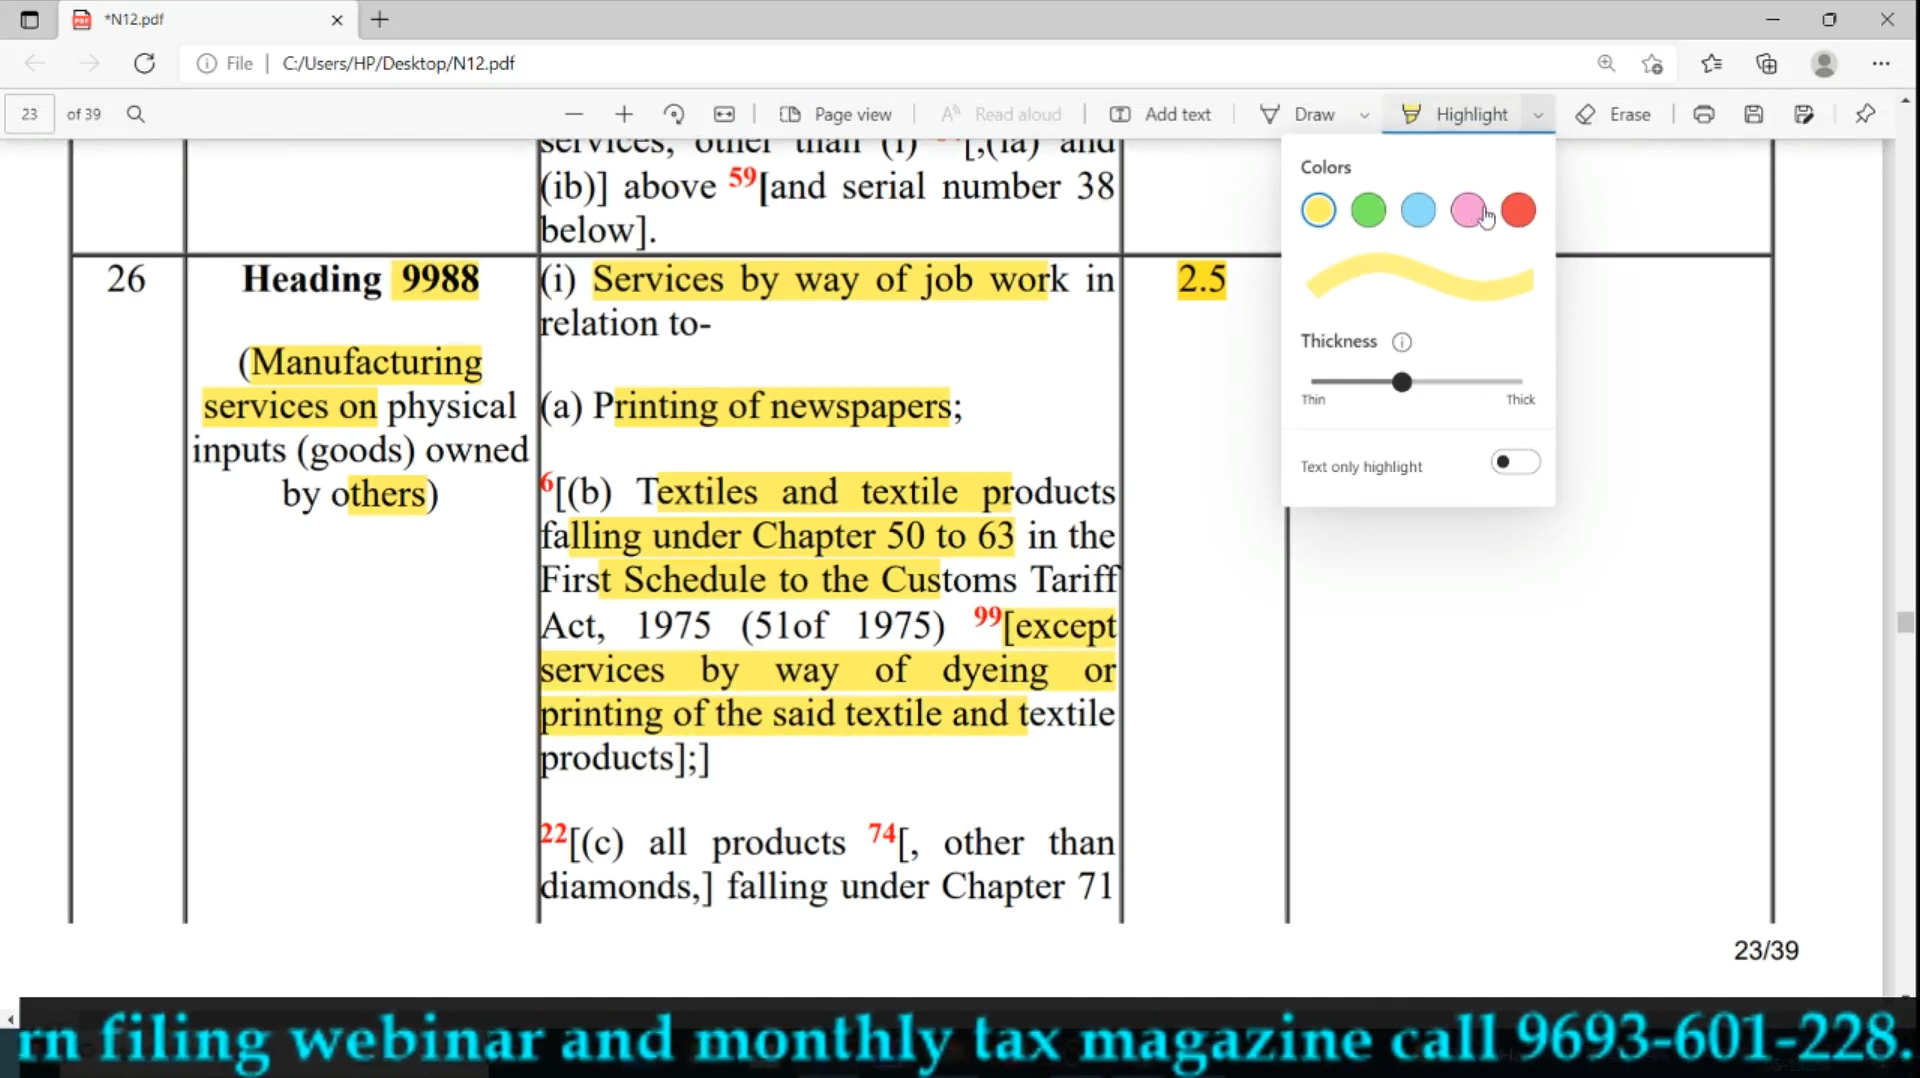 *N12.pdf
File
C:/Users/HP/Desktop/N12.pdf
23 of 39
Page view
Read aloud
Add text
Draw
Highlight
Erase
services, other than (i) [,(ia) and
(ib)] above 59[and serial number 38
below].
26
Heading 9988
(Manufacturing
services on physical
inputs (goods) owned
by others)
(i) Services by way of job work in
relation to-
(a) Printing of newspapers;
6[(b) Textiles and textile products
falling under Chapter 50 to 63 in the
First Schedule to the Customs Tariff
Act, 1975 (51of 1975) 99[except
services by way of dyeing or
printing of the said textile and textile
products];]
22[(c) all products 74[, other than
diamonds,] falling under Chapter 71
2.5
Colors
Thickness
Thin
Thick
Text only highlight
23/39
rn filing webinar and monthly tax magazine call 9693-601-228.